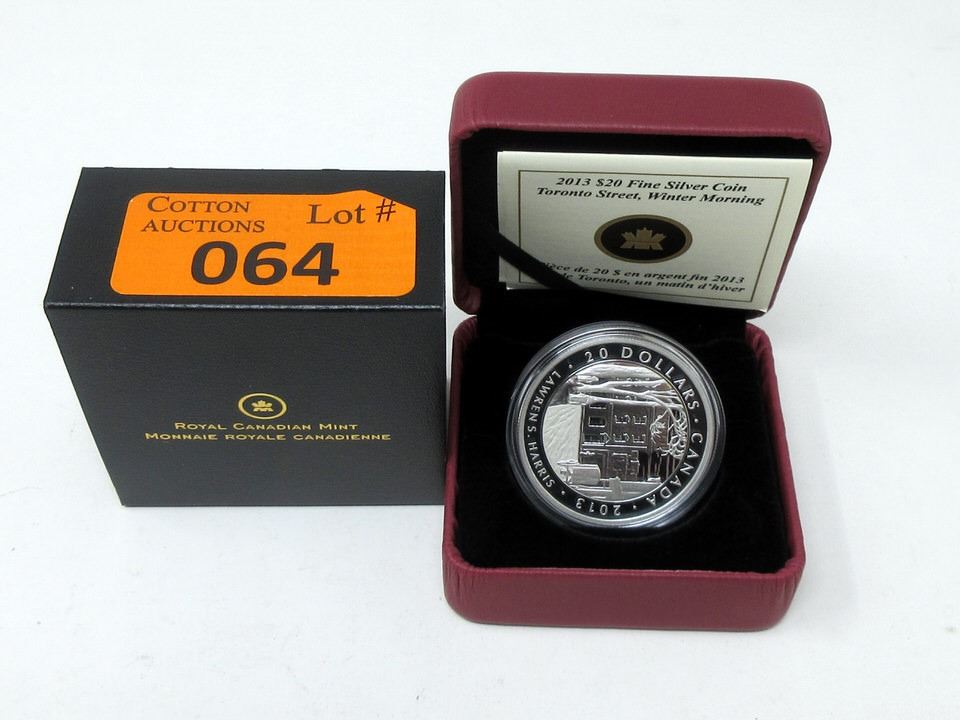 COTTON
AUCTIONS
Lot #
064
ROYAL CANADIAN MINT
MONNAIE ROYALE CANADIENNE
2013 $20 Fine Silver Coin
Toronto Street, Winter Morning
de 20 $ en argent fin 2013
de Toronto, un matin d'hiver
20 DOLLARS • CANADA • 2013 • LAWREN S. HARRIS •